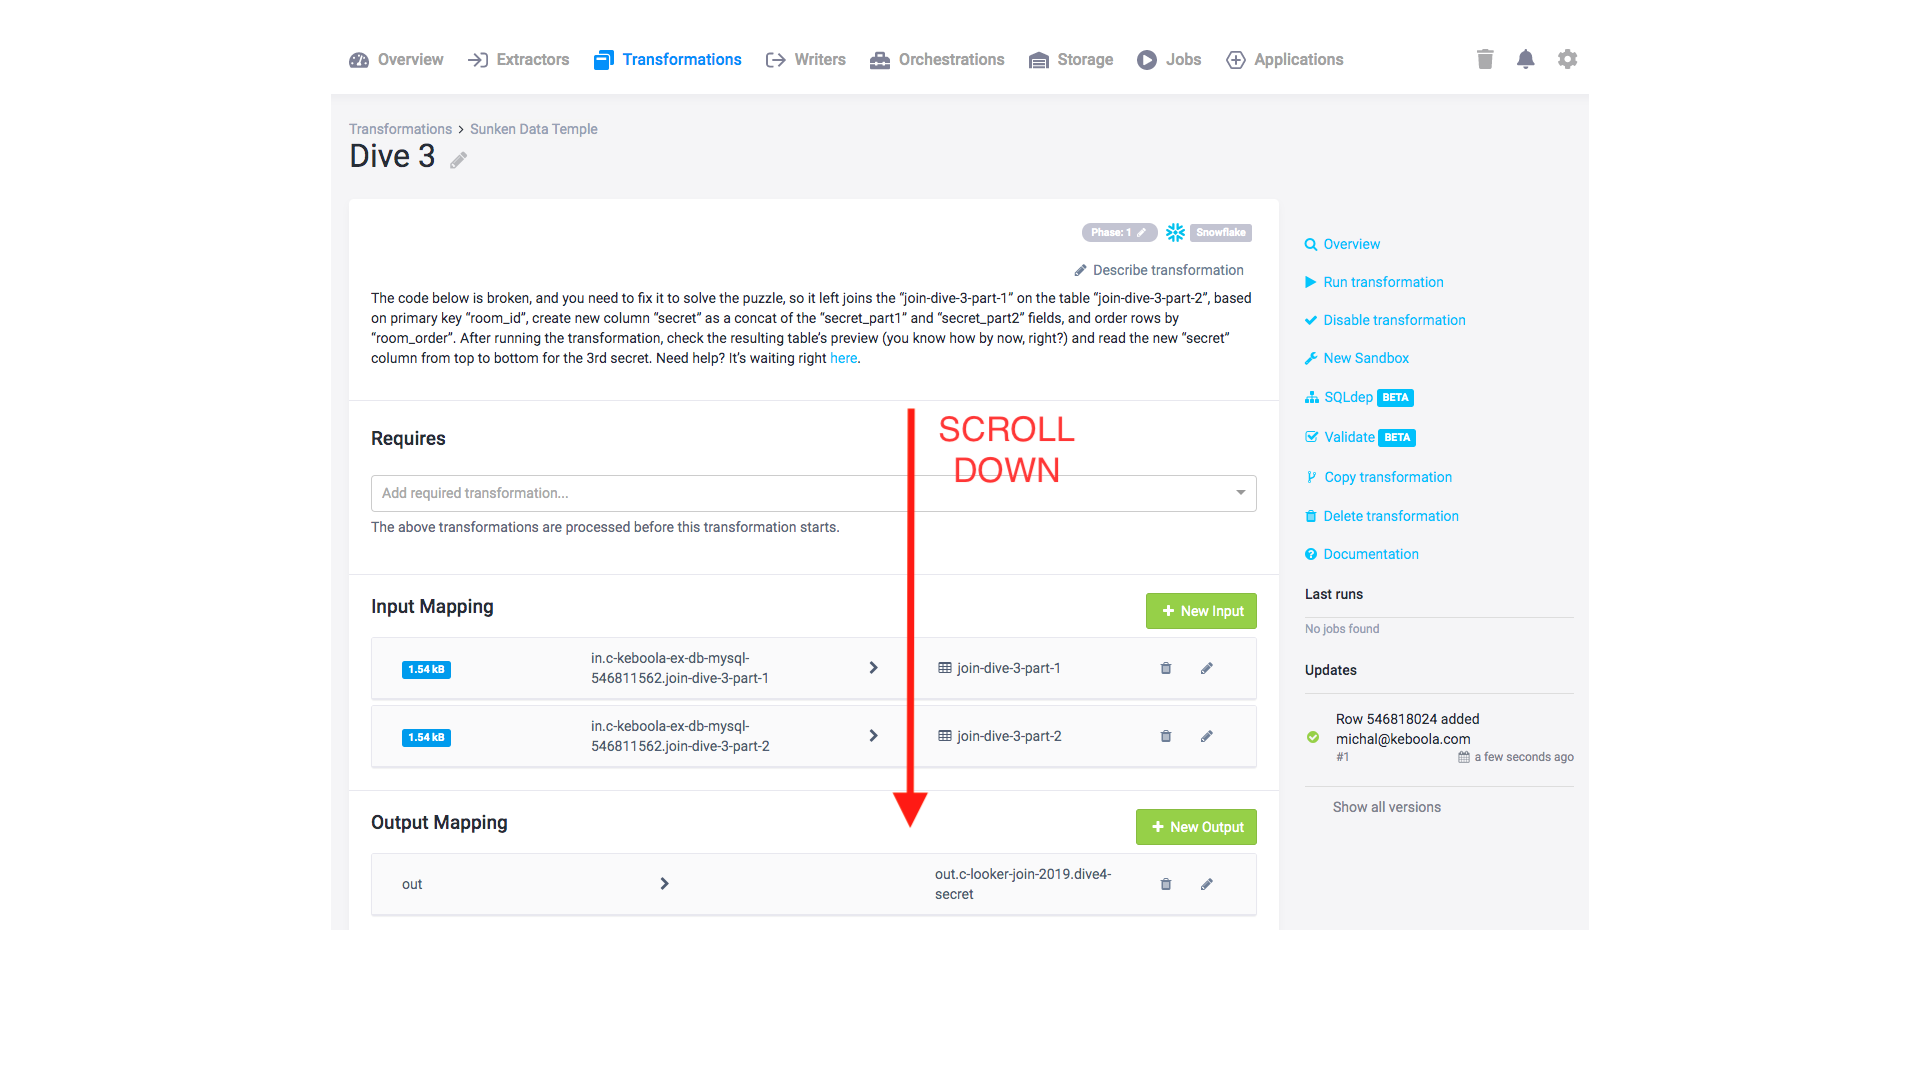 Overview Extractors Transformations Writers Orchestrations Storage Jobs Applications
Transformations > Sunken Data Temple
Dive 3
Phase: 1 Snowflake
Describe transformation
The code below is broken, and you need to fix it to solve the puzzle, so it left joins the “join-dive-3-part-1” on the table “join-dive-3-part-2”, based
on primary key “room_id”, create new column “secret” as a concat of the “secret_part1” and “secret_part2” fields, and order rows by
“room_order”. After running the transformation, check the resulting table’s preview (you know how by now, right?) and read the new “secret”
column from top to bottom for the 3rd secret. Need help? It’s waiting right here.
SCROLL
DOWN
Requires
Add required transformation...
The above transformations are processed before this transformation starts.
Input Mapping
New Input
1.54 kB
in.c-keboola-ex-db-mysql-
546811562.join-dive-3-part-1
join-dive-3-part-1
1.54 kB
in.c-keboola-ex-db-mysql-
546811562.join-dive-3-part-2
join-dive-3-part-2
Output Mapping
New Output
out
out.c-looker-join-2019.dive4-
secret
Overview
Run transformation
Disable transformation
New Sandbox
SQLdep BETA
Validate BETA
Copy transformation
Delete transformation
Documentation
Last runs
No jobs found
Updates
Row 546818024 added
michal@keboola.com
#1 a few seconds ago
Show all versions